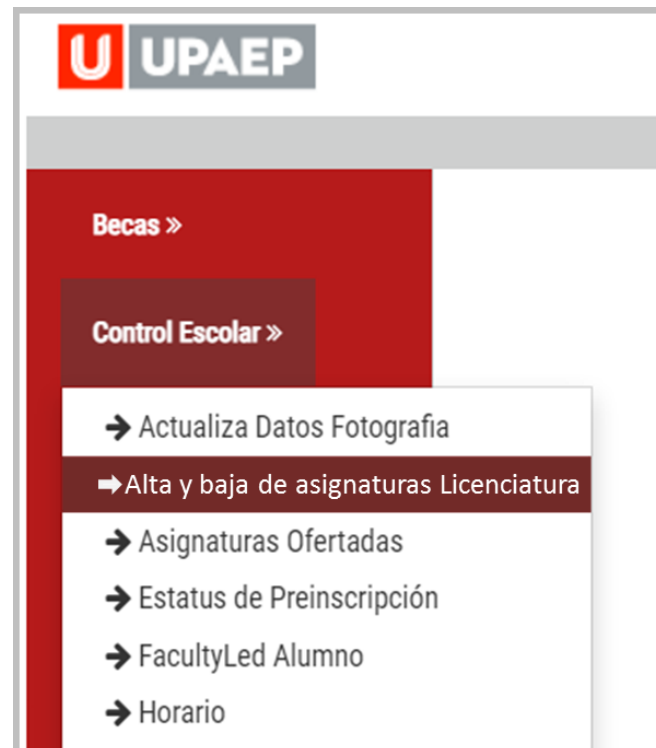 U UPAEP
Becas »
Control Escolar »
➔ Actualiza Datos Fotografia
➔ Alta y baja de asignaturas Licenciatura
➔ Asignaturas Ofertadas
➔ Estatus de Preinscripción
➔ FacultyLed Alumno
➔ Horario